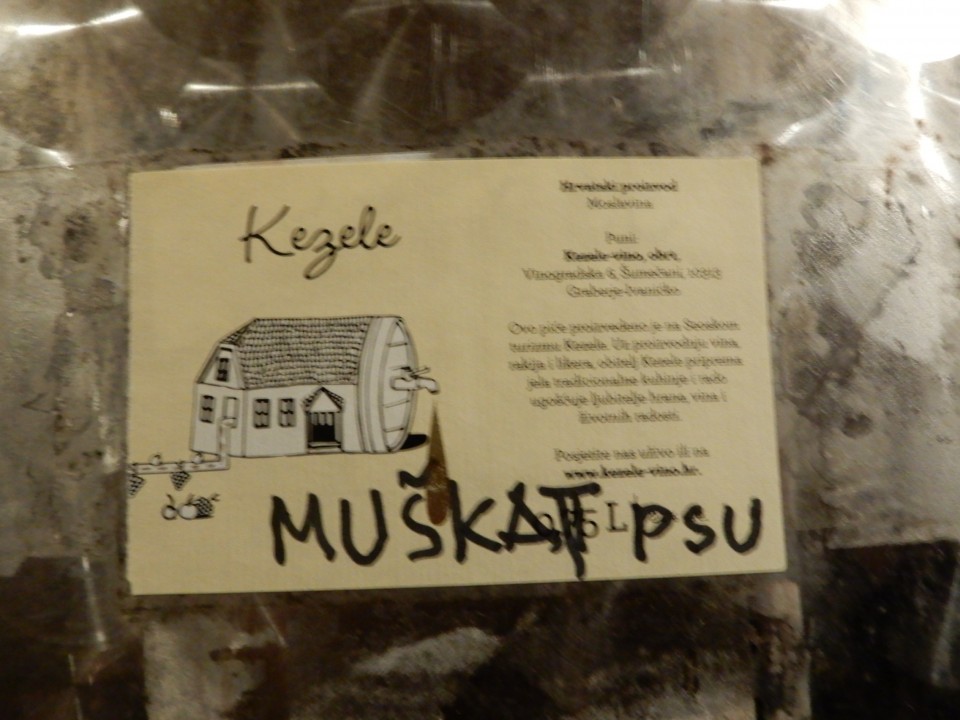 Kezele
Hrvatski proizvod
Moslavina
Puni:
Kezele-vino, obrt,
Vinogradska 6, Šumećani, 10313
Graberje Ivaničko
Ovo piće proizvedeno je na Seoskom
turizmu Kezele. Uz proizvodnju vina,
rakija i likera, obitelj Kezele priprema
jela tradicionalne kuhinje i rado
ugošćuje ljubitelje hrane, vina i
životnih radosti.
Posjetite nas uživo ili na
www.kezele-vino.hr.
L
MUŠKAT psu